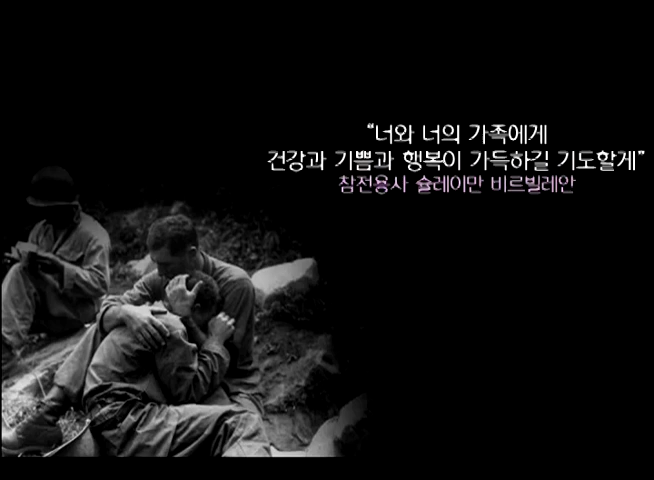 “너와 너의 가족에게
건강과 기쁨과 행복이 가득하길 기도할게”
참전용사 슐레이만 비르빌레안